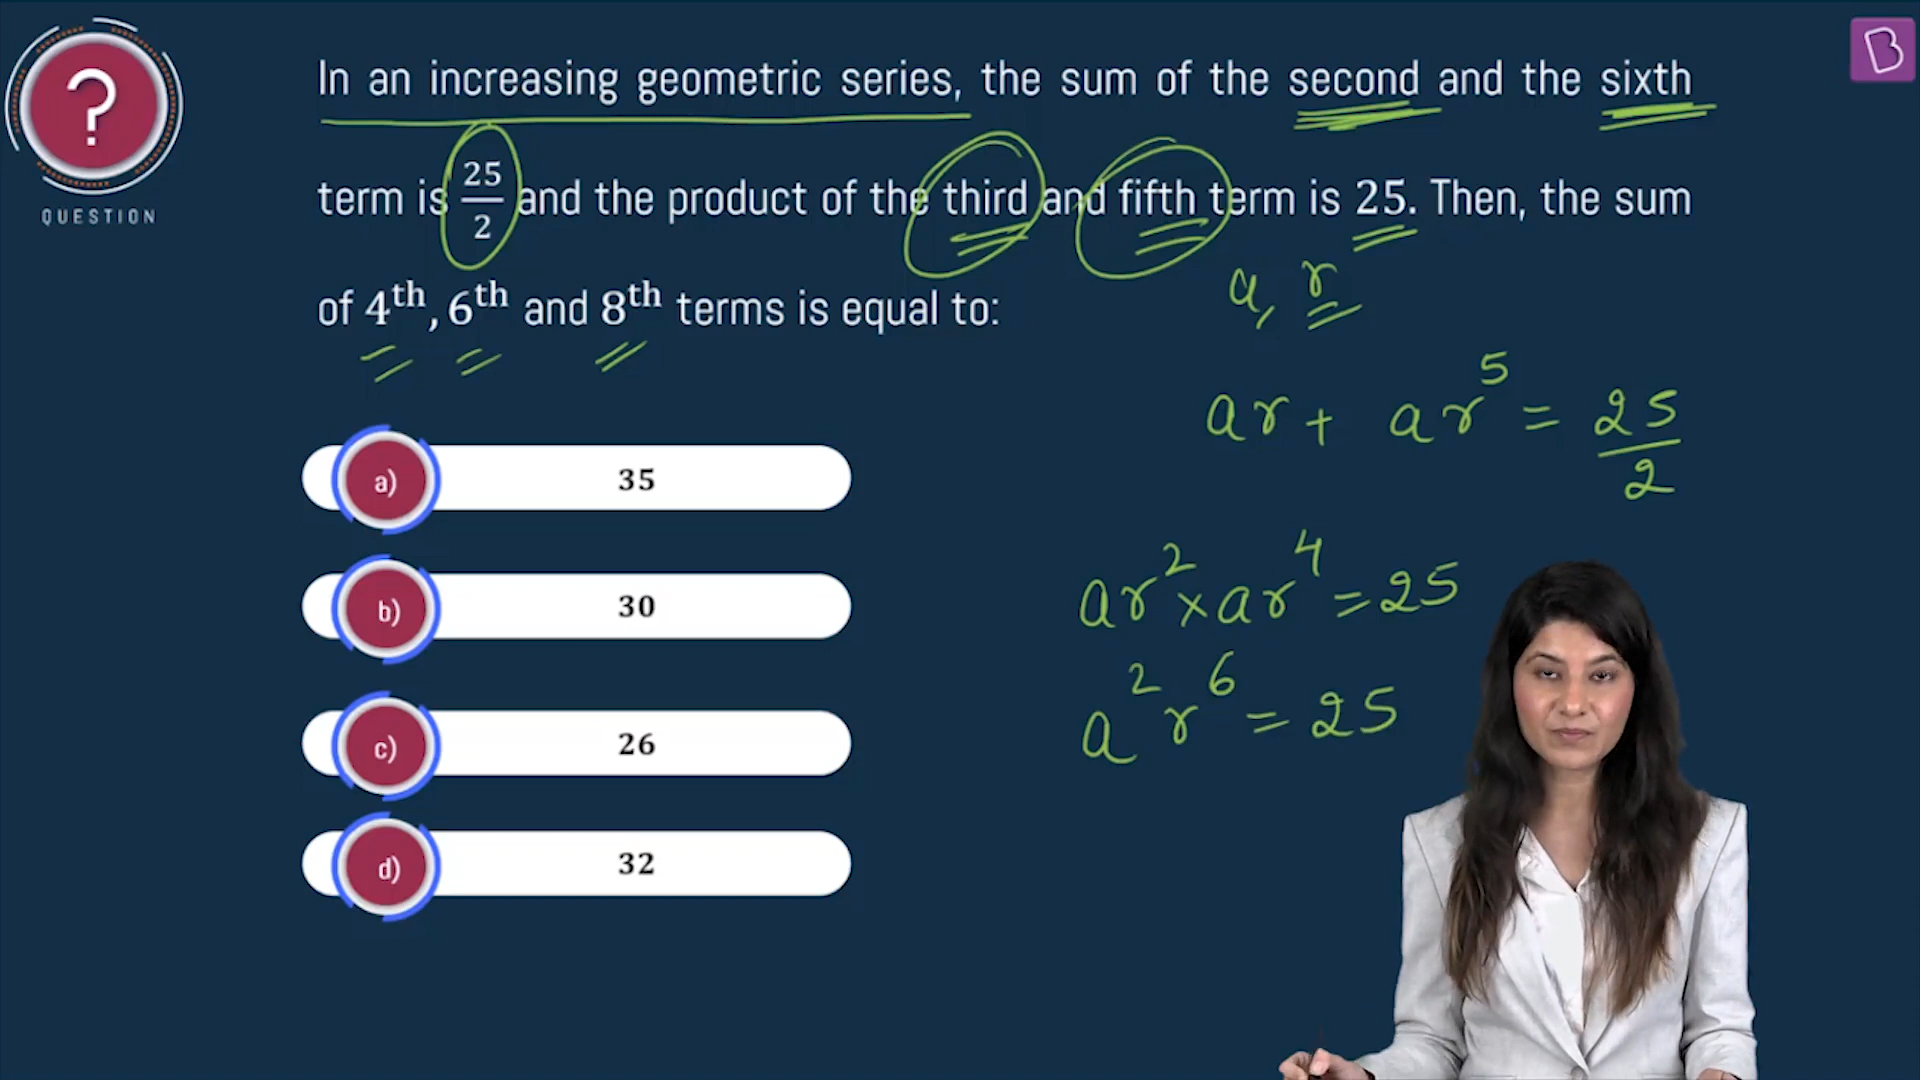 In an increasing geometric series, the sum of the second and the sixth
term is 25/2 and the product of the third and fifth term is 25. Then, the sum
of 4th, 6th and 8th terms is equal to:
QUESTION
B
a, r
ar + ar^5 = 25/2
ar^2 × ar^4 = 25
a^2 r^6 = 25
a) 35
b) 30
c) 26
d) 32